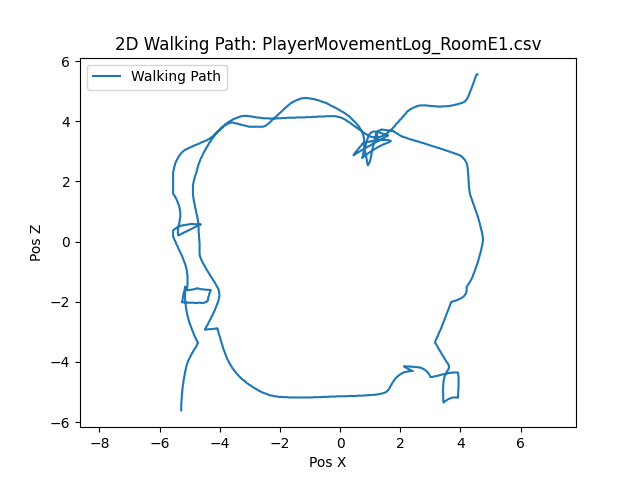 2D Walking Path: PlayerMovementLog_RoomE1.csv
Walking Path
6
4
2
0
−2
−4
−6
Pos Z
−8 −6 −4 −2 0 2 4 6
Pos X